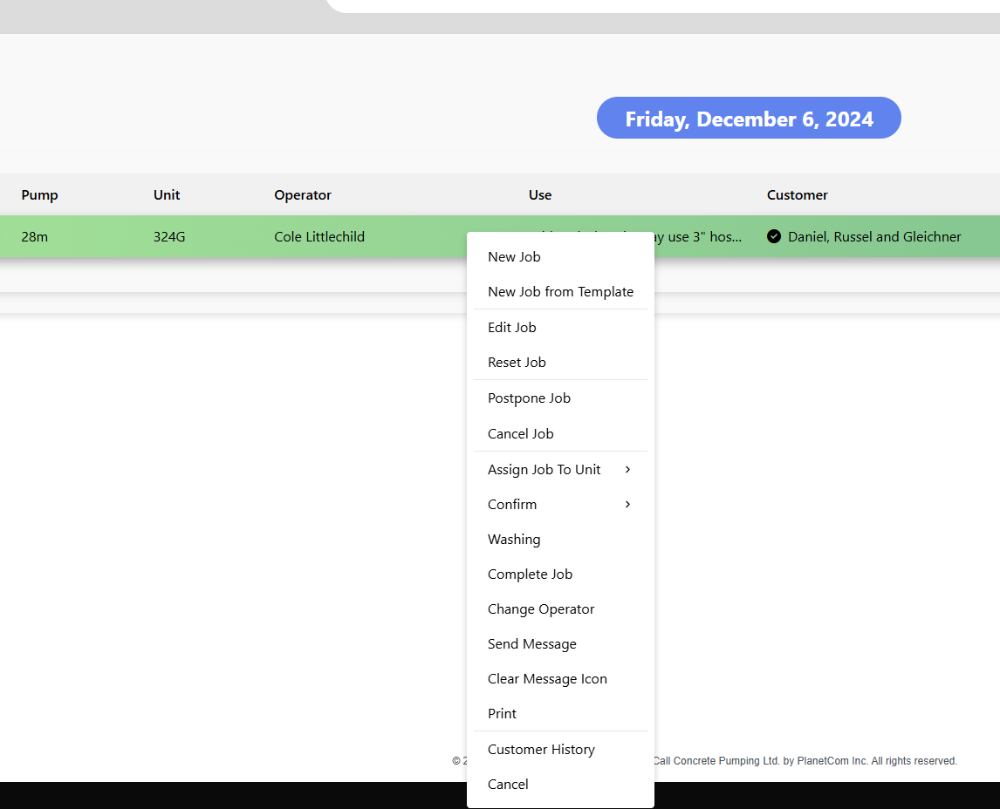 Friday, December 6, 2024
Pump Unit Operator Use Customer
28m 324G Cole Littlechild use 3" hos... Daniel, Russel and Gleichner
New Job
New Job from Template
Edit Job
Reset Job
Postpone Job
Cancel Job
Assign Job To Unit
Confirm
Washing
Complete Job
Change Operator
Send Message
Clear Message Icon
Print
Customer History
© Call Concrete Pumping Ltd. by PlanetCom Inc. All rights reserved.
Cancel